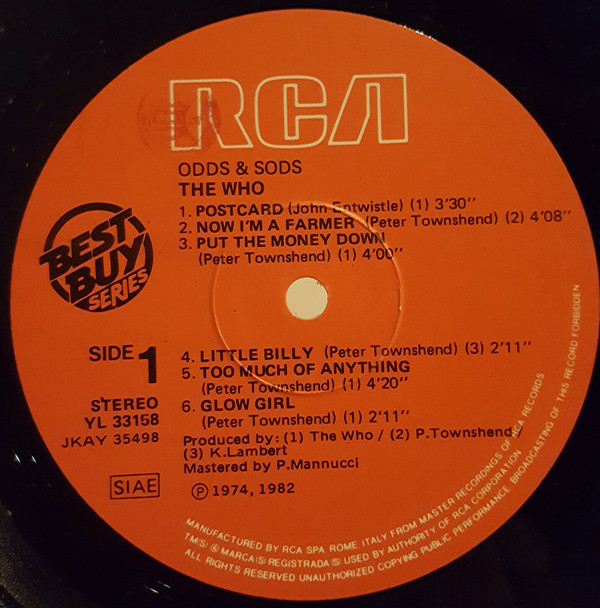 RCA
ODDS & SODS
THE WHO
1. POSTCARD (John Entwistle) (1) 3'30"
2. NOW I'M A FARMER (Peter Townshend) (2) 4'08"
3. PUT THE MONEY DOWN
(Peter Townshend) (1) 4'00"
BEST
BUY
SERIES
SIDE 1
4. LITTLE BILLY (Peter Townshend) (3) 2'11"
5. TOO MUCH OF ANYTHING
(Peter Townshend) (1) 4'20"
6. GLOW GIRL
(Peter Townshend) (1) 2'11"
STEREO
YL 33158
JKAY 35498
Produced by: (1) The Who / (2) P.Townshend /
(3) K.Lambert
Mastered by P.Mannucci
SIAE
Ⓟ 1974, 1982
MANUFACTURED BY RCA SPA. ROME, ITALY FROM MASTER RECORDINGS OF RCA RECORDS
TM(S) ® MARCA(S) REGISTRADA(S) USED BY AUTHORITY OF RCA CORPORATION
ALL RIGHTS RESERVED UNAUTHORIZED COPYING PUBLIC PERFORMANCE BROADCASTING OF THIS RECORD FORBIDDEN